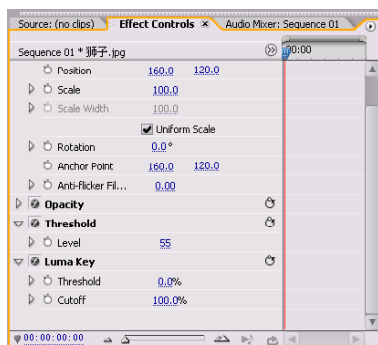 Source: (no clips) Effect Controls × Audio Mixer: Sequence 01
Sequence 01 * 狮子.jpg
00:00
Position 160.0 120.0
Scale 100.0
Scale Width 100.0
Uniform Scale
Rotation 0.0°
Anchor Point 160.0 120.0
Anti-flicker Fil... 0.00
Opacity
Threshold
Level 55
Luma Key
Threshold 0.0%
Cutoff 100.0%
00:00:00:00